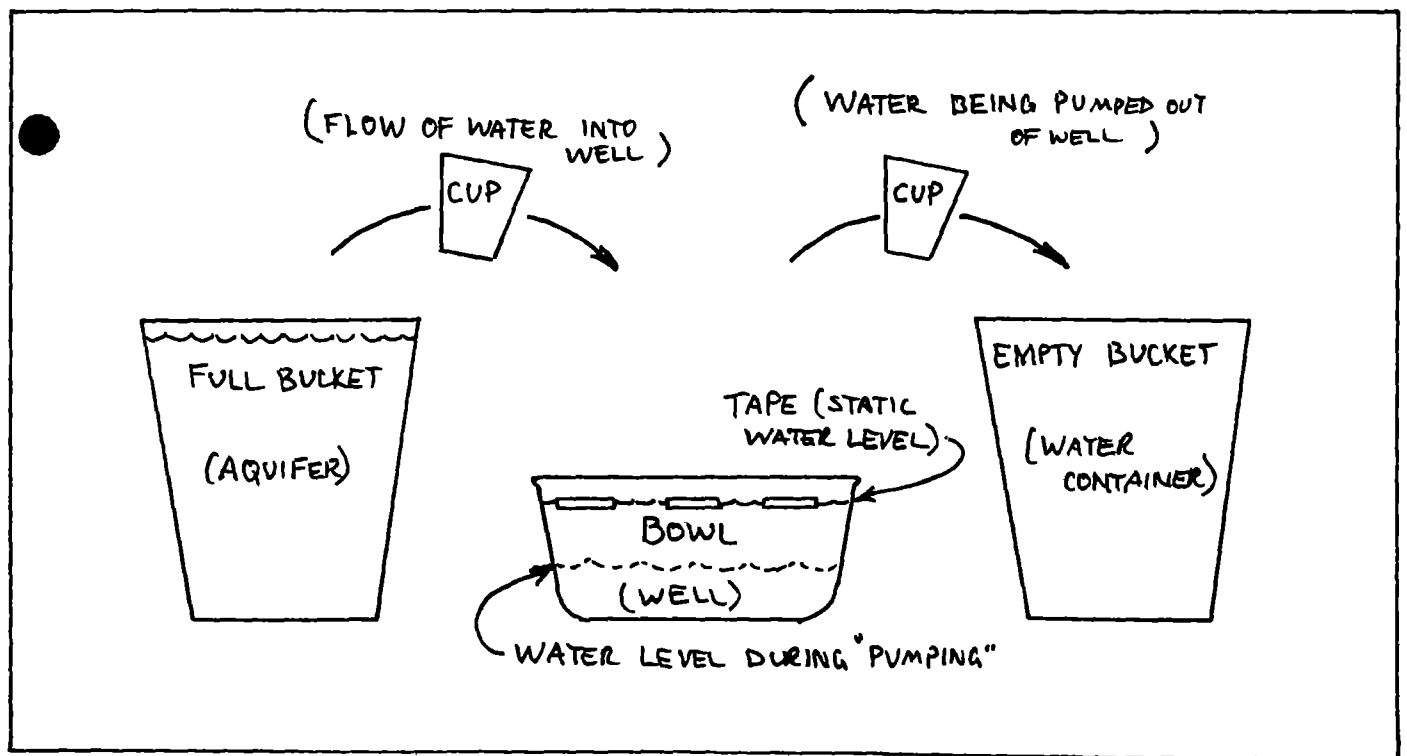 (FLOW OF WATER INTO
WELL)
CUP
(WATER BEING PUMPED OUT
OF WELL)
CUP
FULL BUCKET
(AQUIFER)
TAPE (STATIC
WATER LEVEL)
BOWL
(WELL)
EMPTY BUCKET
(WATER
CONTAINER)
WATER LEVEL DURING "PUMPING"